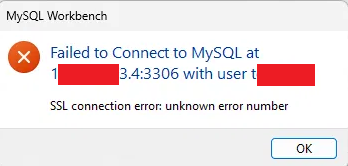 MySQL Workbench
Failed to Connect to MySQL at
1 3.4:3306 with user t
SSL connection error: unknown error number
OK